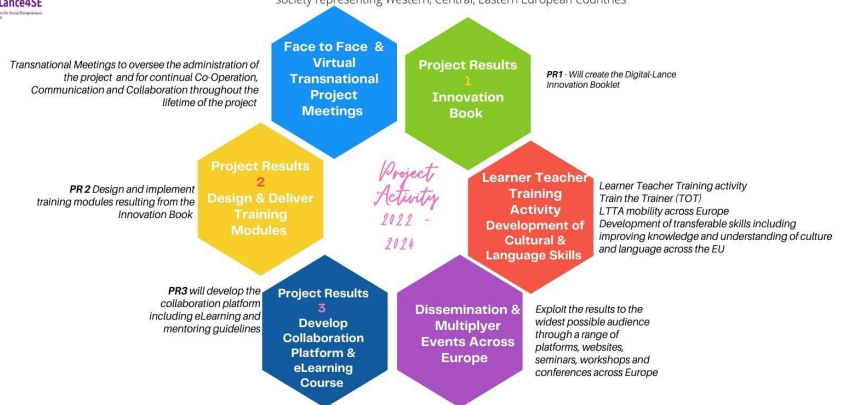 Lance4SE
society representing Western, Central, Eastern European Countries
Face to Face &
Virtual
Transnational
Project
Meetings
Transnational Meetings to oversee the administration of
the project and for continual Co-Operation,
Communication and Collaboration throughout the
lifetime of the project
Project Results
1
Innovation
Book
PR1 - Will create the Digital-Lance
Innovation Booklet
Project Results
2
Design & Deliver
Training
Modules
PR 2 Design and implement
training modules resulting from the
Innovation Book
Project
Activity
2022 -
2024
Learner Teacher
Training
Activity
Development of
Cultural &
Language Skills
Learner Teacher Training activity
Train the Trainer (TOT)
LTTA mobility across Europe
Development of transferable skills including
improving knowledge and understanding of culture
and language across the EU
PR3 will develop the
collaboration platform
including eLearning and
mentoring guidelines
Project Results
3
Develop
Collaboration
Platform &
eLearning
Course
Dissemination &
Multiplyer
Events Across
Europe
Exploit the results to the
widest possible audience
through a range of
platforms, websites,
seminars, workshops and
conferences across Europe